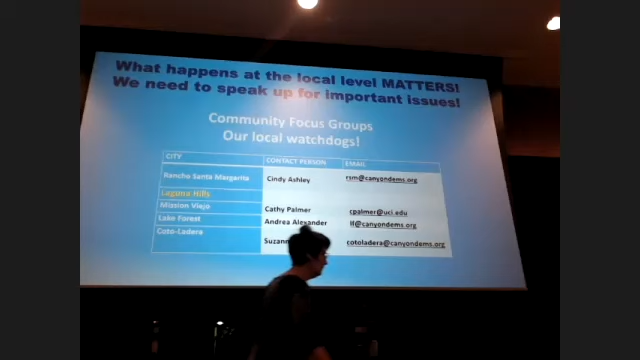 What happens at the local level MATTERS!
We need to speak up for important issues!
Community Focus Groups
Our local watchdogs!
CITY CONTACT PERSON EMAIL
Rancho Santa Margarita Cindy Ashley rsm@canyondems.org
Laguna Hills
Mission Viejo Cathy Palmer cpalmer@uci.edu
Lake Forest Andrea Alexander lf@canyondems.org
Coto-Ladera cotoladera@canyondems.org